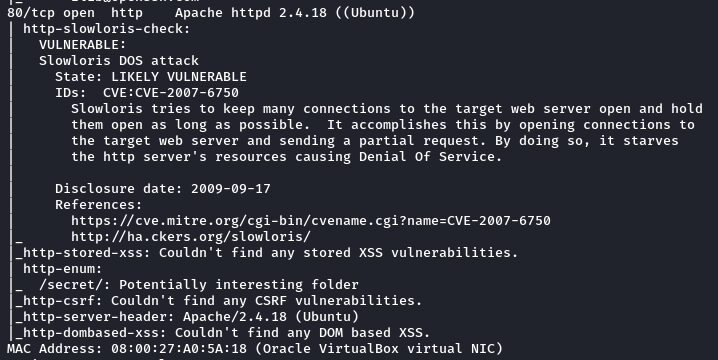 80/tcp open  http    Apache httpd 2.4.18 ((Ubuntu))
| http-slowloris-check:
|   VULNERABLE:
|   Slowloris DOS attack
|     State: LIKELY VULNERABLE
|     IDs:  CVE:CVE-2007-6750
|       Slowloris tries to keep many connections to the target web server open and hold
|       them open as long as possible.  It accomplishes this by opening connections to
|       the target web server and sending a partial request. By doing so, it starves
|       the http server's resources causing Denial Of Service.
|
|     Disclosure date: 2009-09-17
|     References:
|       https://cve.mitre.org/cgi-bin/cvename.cgi?name=CVE-2007-6750
|_      http://ha.ckers.org/slowloris/
|_http-stored-xss: Couldn't find any stored XSS vulnerabilities.
| http-enum:
|_  /secret/: Potentially interesting folder
|_http-csrf: Couldn't find any CSRF vulnerabilities.
|_http-server-header: Apache/2.4.18 (Ubuntu)
|_http-dombased-xss: Couldn't find any DOM based XSS.
MAC Address: 08:00:27:A0:5A:18 (Oracle VirtualBox virtual NIC)